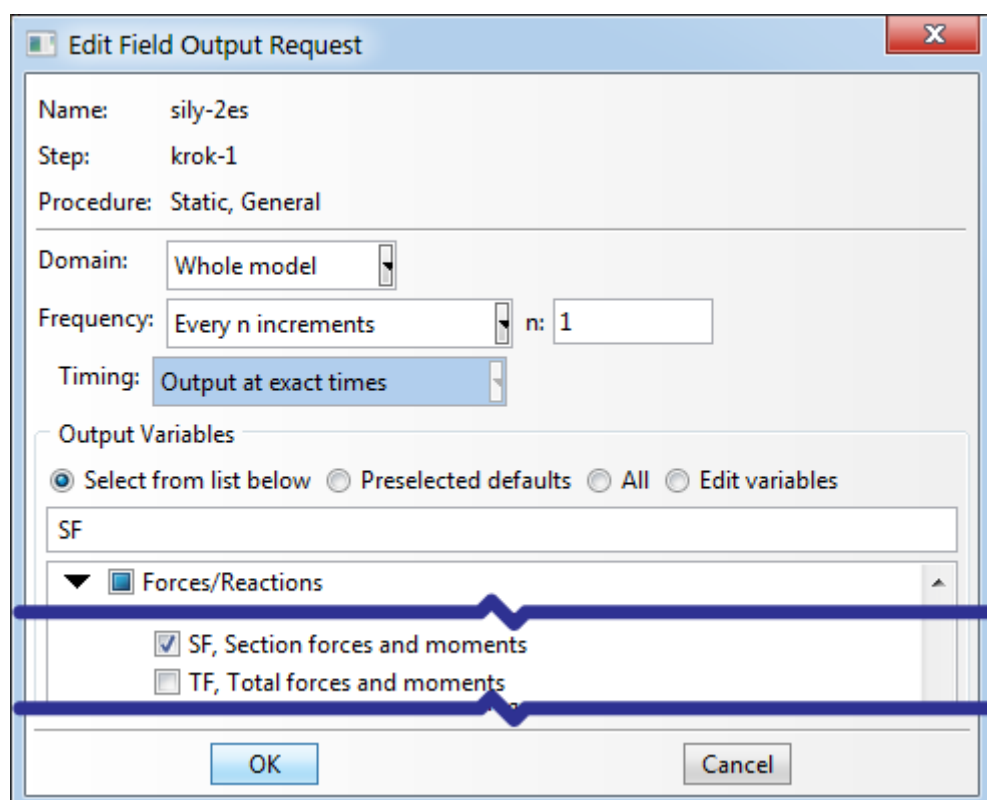 Edit Field Output Request
Name: sily-2es
Step: krok-1
Procedure: Static, General
Domain: Whole model
Frequency: Every n increments n: 1
Timing: Output at exact times
Output Variables
Select from list below Preselected defaults All Edit variables
SF
Forces/Reactions
SF, Section forces and moments
TF, Total forces and moments
OK Cancel